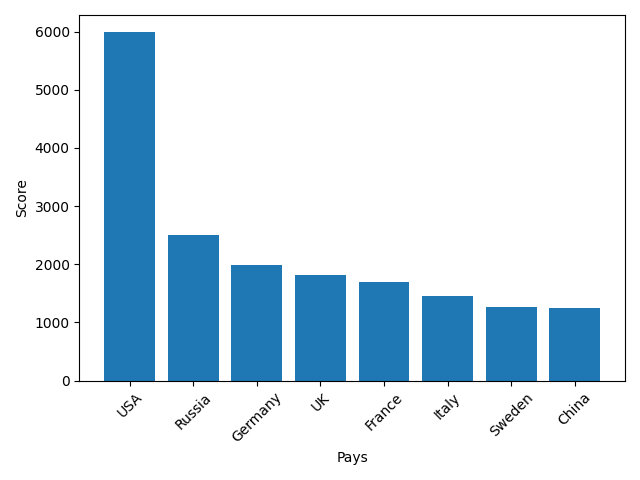 6000
5000
4000
3000
2000
1000
0
Score
USA
Russia
Germany
UK
France
Italy
Sweden
China
Pays